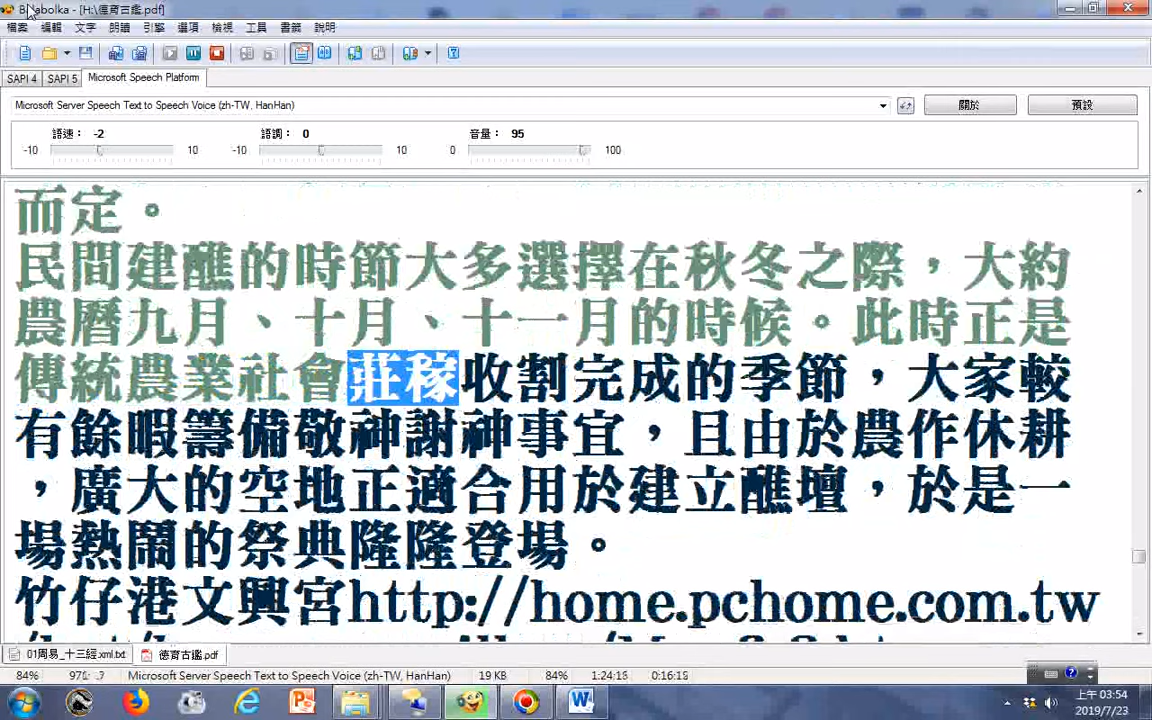 Balabolka - [H:\德育古鑑.pdf]
檔案 編輯 文字 朗讀 引擎 選項 檢視 工具 書籤 說明
SAPI 4 SAPI 5 Microsoft Speech Platform
Microsoft Server Speech Text to Speech Voice (zh-TW, HanHan) 關於 預設
語速： -2 語調： 0 音量： 95
-10 10 -10 10 0 100
而定。
民間建醮的時節大多選擇在秋冬之際，大約
農曆九月、十月、十一月的時候。此時正是
傳統農業社會莊稼收割完成的季節，大家較
有餘暇籌備敬神謝神事宜，且由於農作休耕
，廣大的空地正適合用於建立醮壇，於是一
場熱鬧的祭典隆隆登場。
竹仔港文興宮http://home.pchome.com.tw
01周易_十三經.xml.txt 德育古鑑.pdf
84% Microsoft Server Speech Text to Speech Voice (zh-TW, HanHan) 19 KB 84% 1:24:13 0:16:13
上午 03:54
2019/7/23